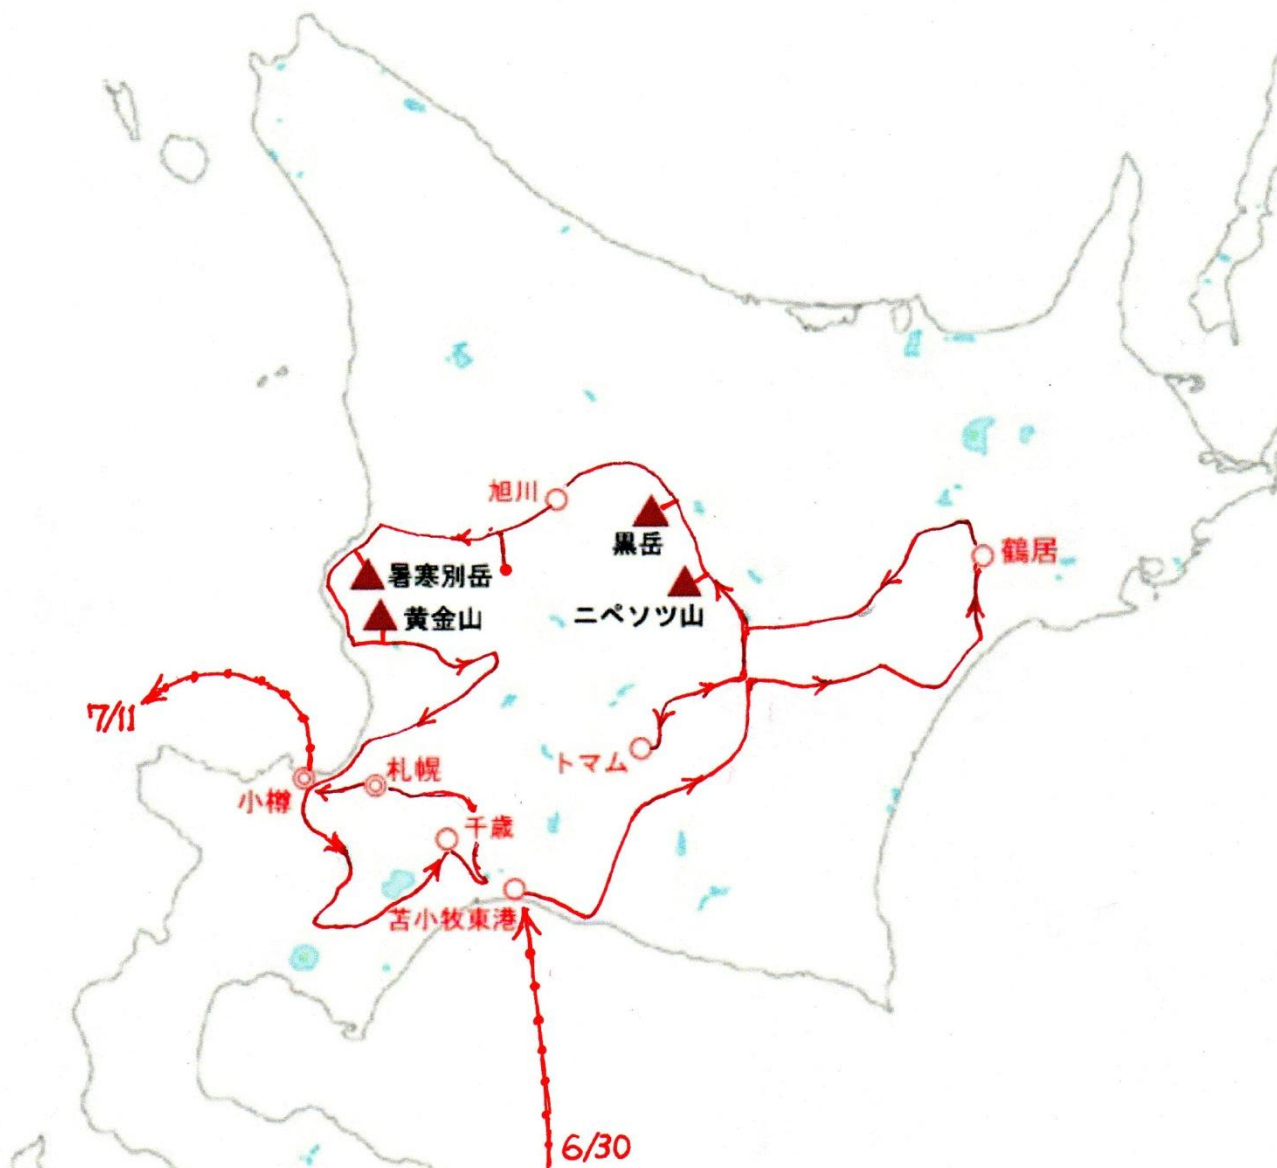 旭川
黒岳
鶴居
暑寒別岳
黄金山
ニペソツ山
7/11
トマム
札幌
小樽
千歳
苫小牧東港
6/30